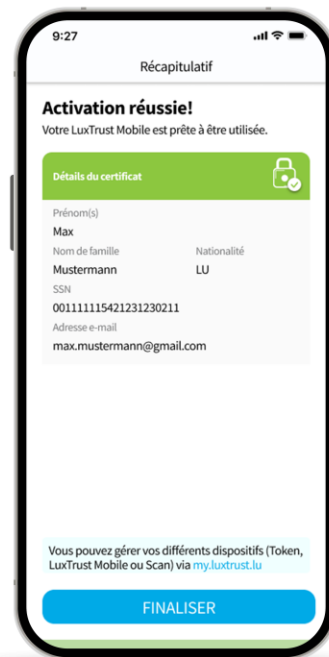 9:27
Récapitulatif
Activation réussie!
Votre LuxTrust Mobile est prête à être utilisée.
Détails du certificat
Prénom(s)
Max
Nom de famille Nationalité
Mustermann LU
SSN
001111115421231230211
Adresse e-mail
max.mustermann@gmail.com
Vous pouvez gérer vos différents dispositifs (Token,
LuxTrust Mobile ou Scan) via my.luxtrust.lu
FINALISER